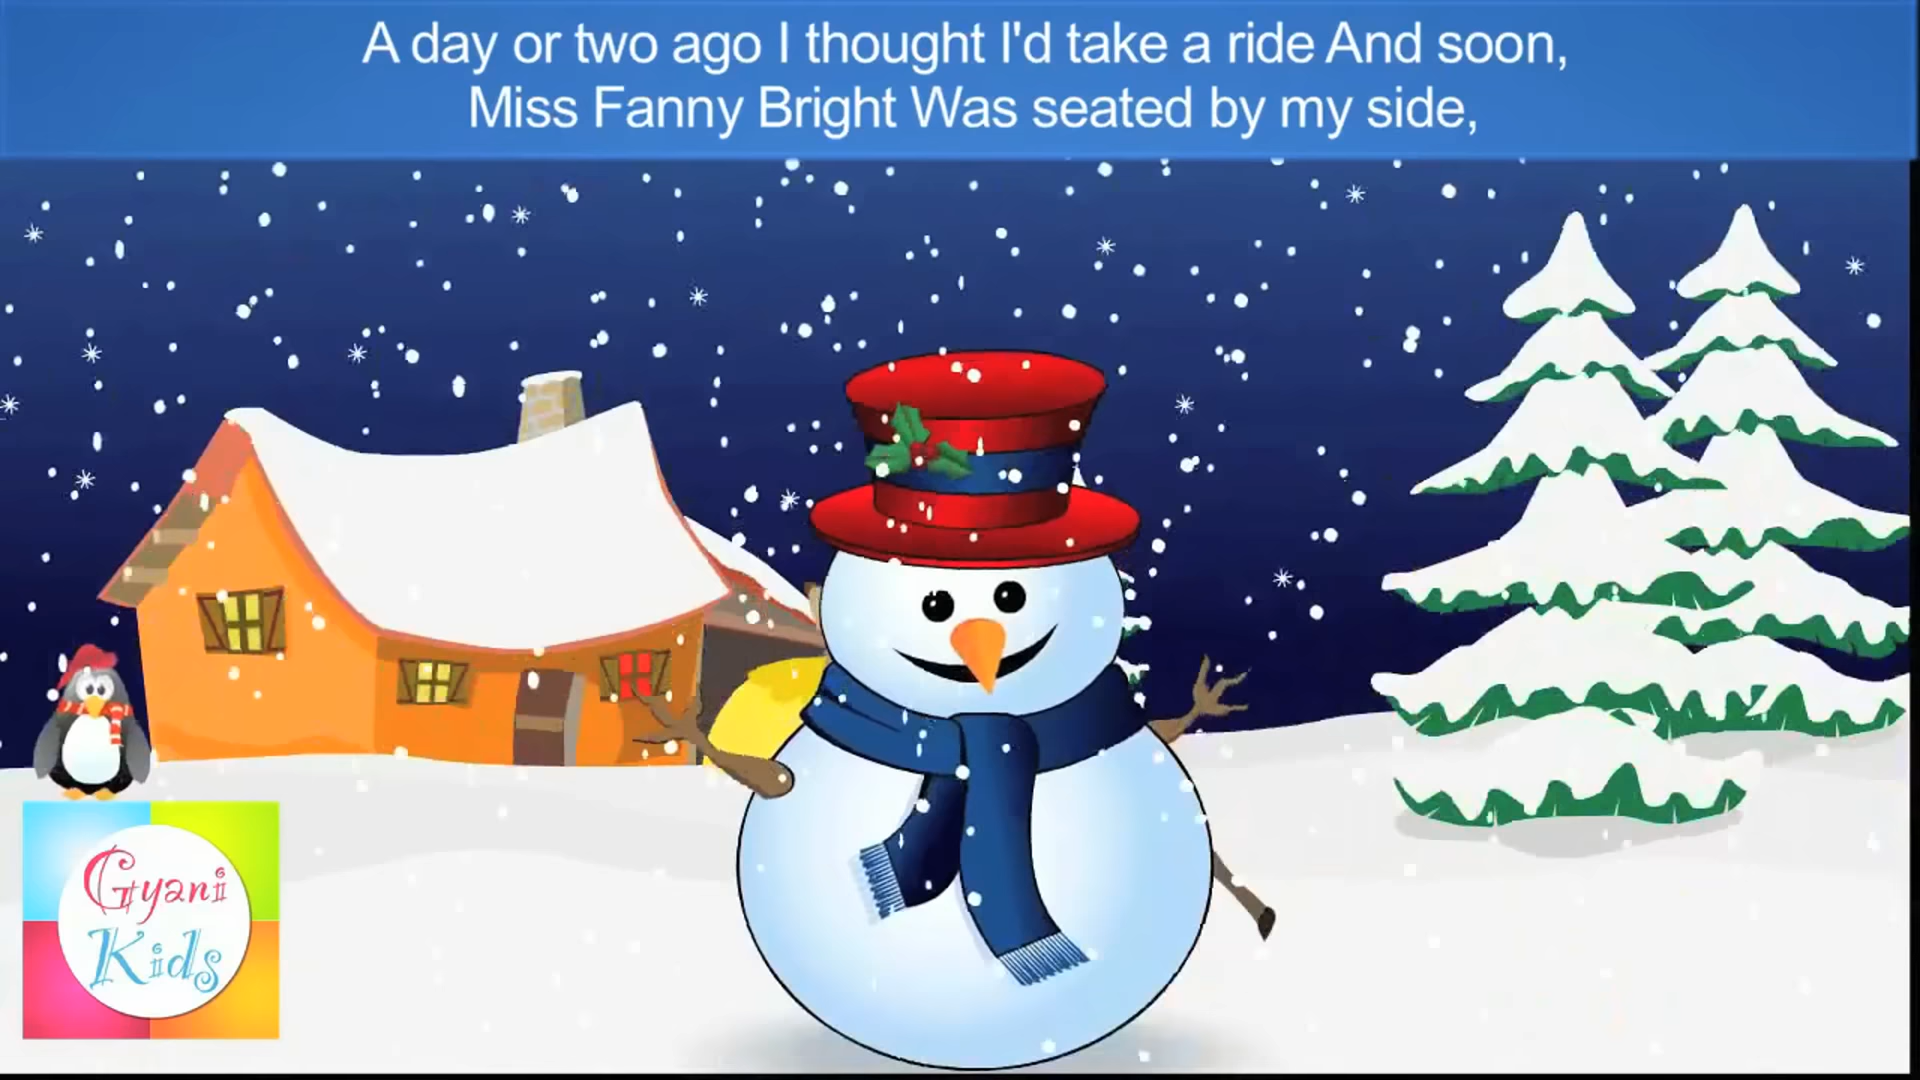 A day or two ago I thought I'd take a ride And soon,
Miss Fanny Bright Was seated by my side,
Gyani
Kids